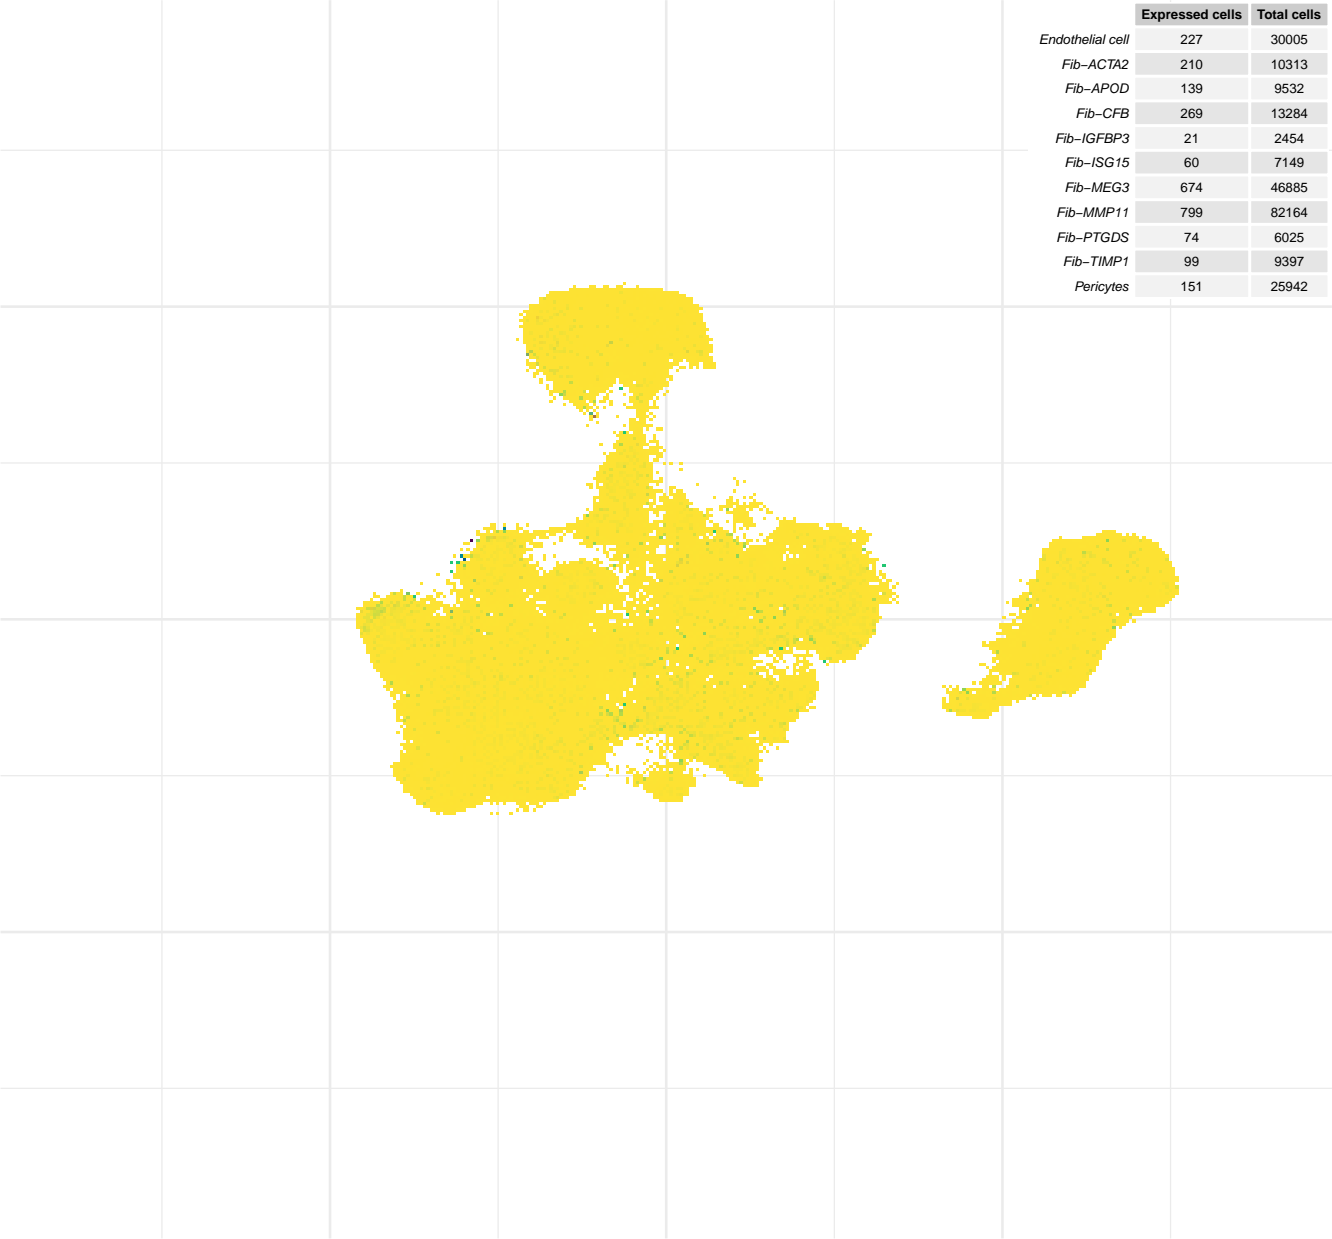 Expressed cells Total cells
Endothelial cell 227 30005
Fib−ACTA2 210 10313
Fib−APOD 139 9532
Fib−CFB 269 13284
Fib−IGFBP3 21 2454
Fib−ISG15 60 7149
Fib−MEG3 674 46885
Fib−MMP11 799 82164
Fib−PTGDS 74 6025
Fib−TIMP1 99 9397
Pericytes 151 25942